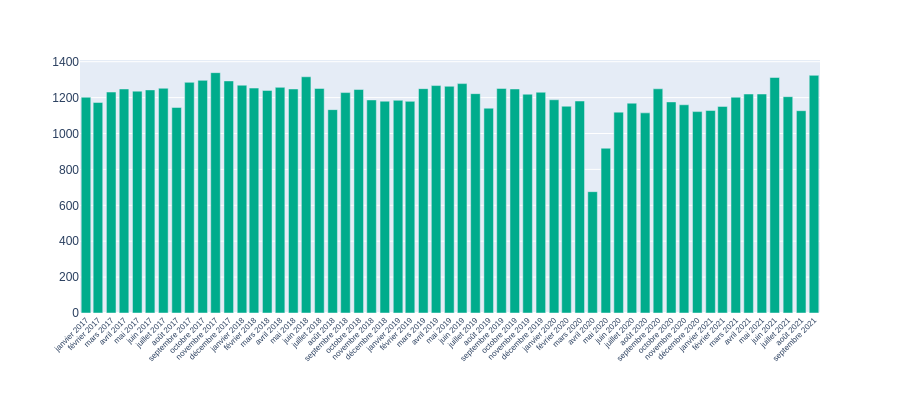 1400
1200
1000
800
600
400
200
0
janvier 2017
février 2017
mars 2017
avril 2017
mai 2017
juin 2017
juillet 2017
août 2017
septembre 2017
octobre 2017
novembre 2017
décembre 2017
janvier 2018
février 2018
mars 2018
avril 2018
mai 2018
juin 2018
juillet 2018
août 2018
septembre 2018
octobre 2018
novembre 2018
décembre 2018
janvier 2019
février 2019
mars 2019
avril 2019
mai 2019
juin 2019
juillet 2019
août 2019
septembre 2019
octobre 2019
novembre 2019
décembre 2019
janvier 2020
février 2020
mars 2020
avril 2020
mai 2020
juin 2020
juillet 2020
août 2020
septembre 2020
octobre 2020
novembre 2020
décembre 2020
janvier 2021
février 2021
mars 2021
avril 2021
mai 2021
juin 2021
juillet 2021
août 2021
septembre 2021